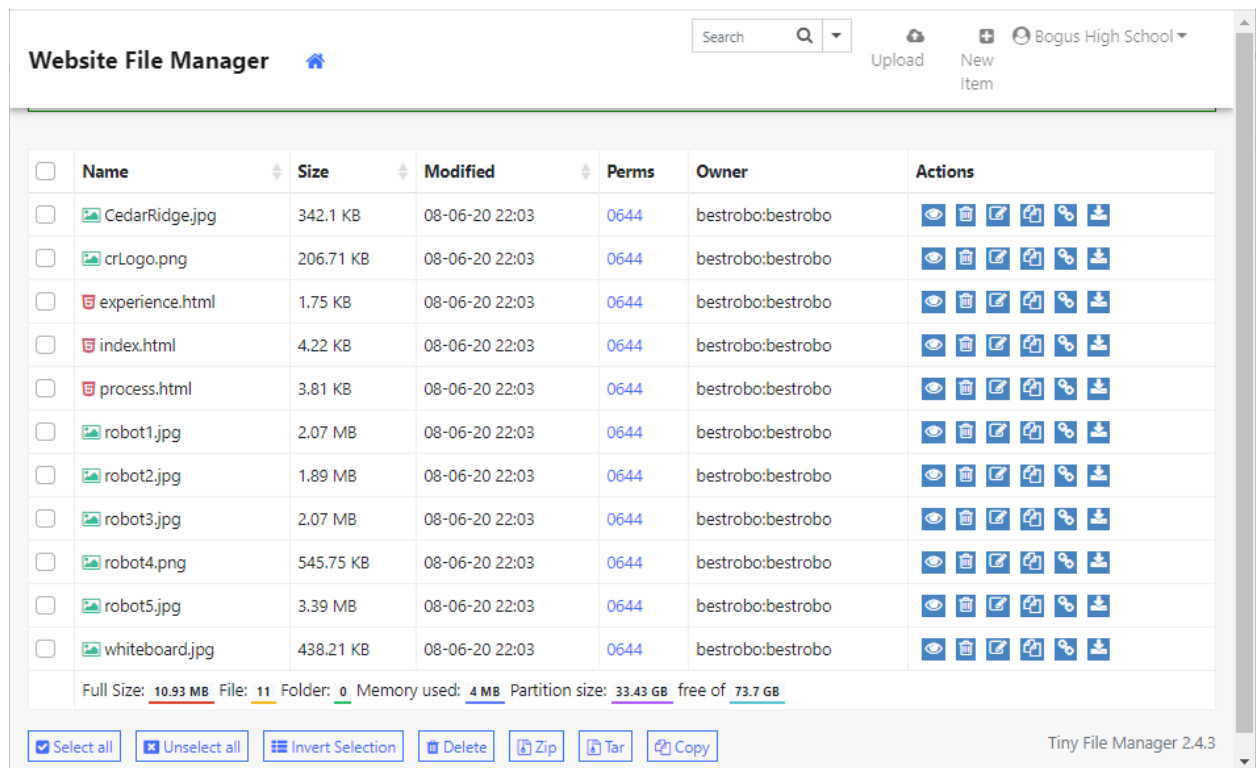 Website File Manager
Search
Upload
New
Item
Bogus High School
Name Size Modified Perms Owner Actions
CedarRidge.jpg 342.1 KB 08-06-20 22:03 0644 bestrobo:bestrobo
crLogo.png 206.71 KB 08-06-20 22:03 0644 bestrobo:bestrobo
experience.html 1.75 KB 08-06-20 22:03 0644 bestrobo:bestrobo
index.html 4.22 KB 08-06-20 22:03 0644 bestrobo:bestrobo
process.html 3.81 KB 08-06-20 22:03 0644 bestrobo:bestrobo
robot1.jpg 2.07 MB 08-06-20 22:03 0644 bestrobo:bestrobo
robot2.jpg 1.89 MB 08-06-20 22:03 0644 bestrobo:bestrobo
robot3.jpg 2.07 MB 08-06-20 22:03 0644 bestrobo:bestrobo
robot4.png 545.75 KB 08-06-20 22:03 0644 bestrobo:bestrobo
robot5.jpg 3.39 MB 08-06-20 22:03 0644 bestrobo:bestrobo
whiteboard.jpg 438.21 KB 08-06-20 22:03 0644 bestrobo:bestrobo
Full Size: 10.93 MB File: 11 Folder: 0 Memory used: 4 MB Partition size: 33.43 GB free of 73.7 GB
Select all Unselect all Invert Selection Delete Zip Tar Copy Tiny File Manager 2.4.3